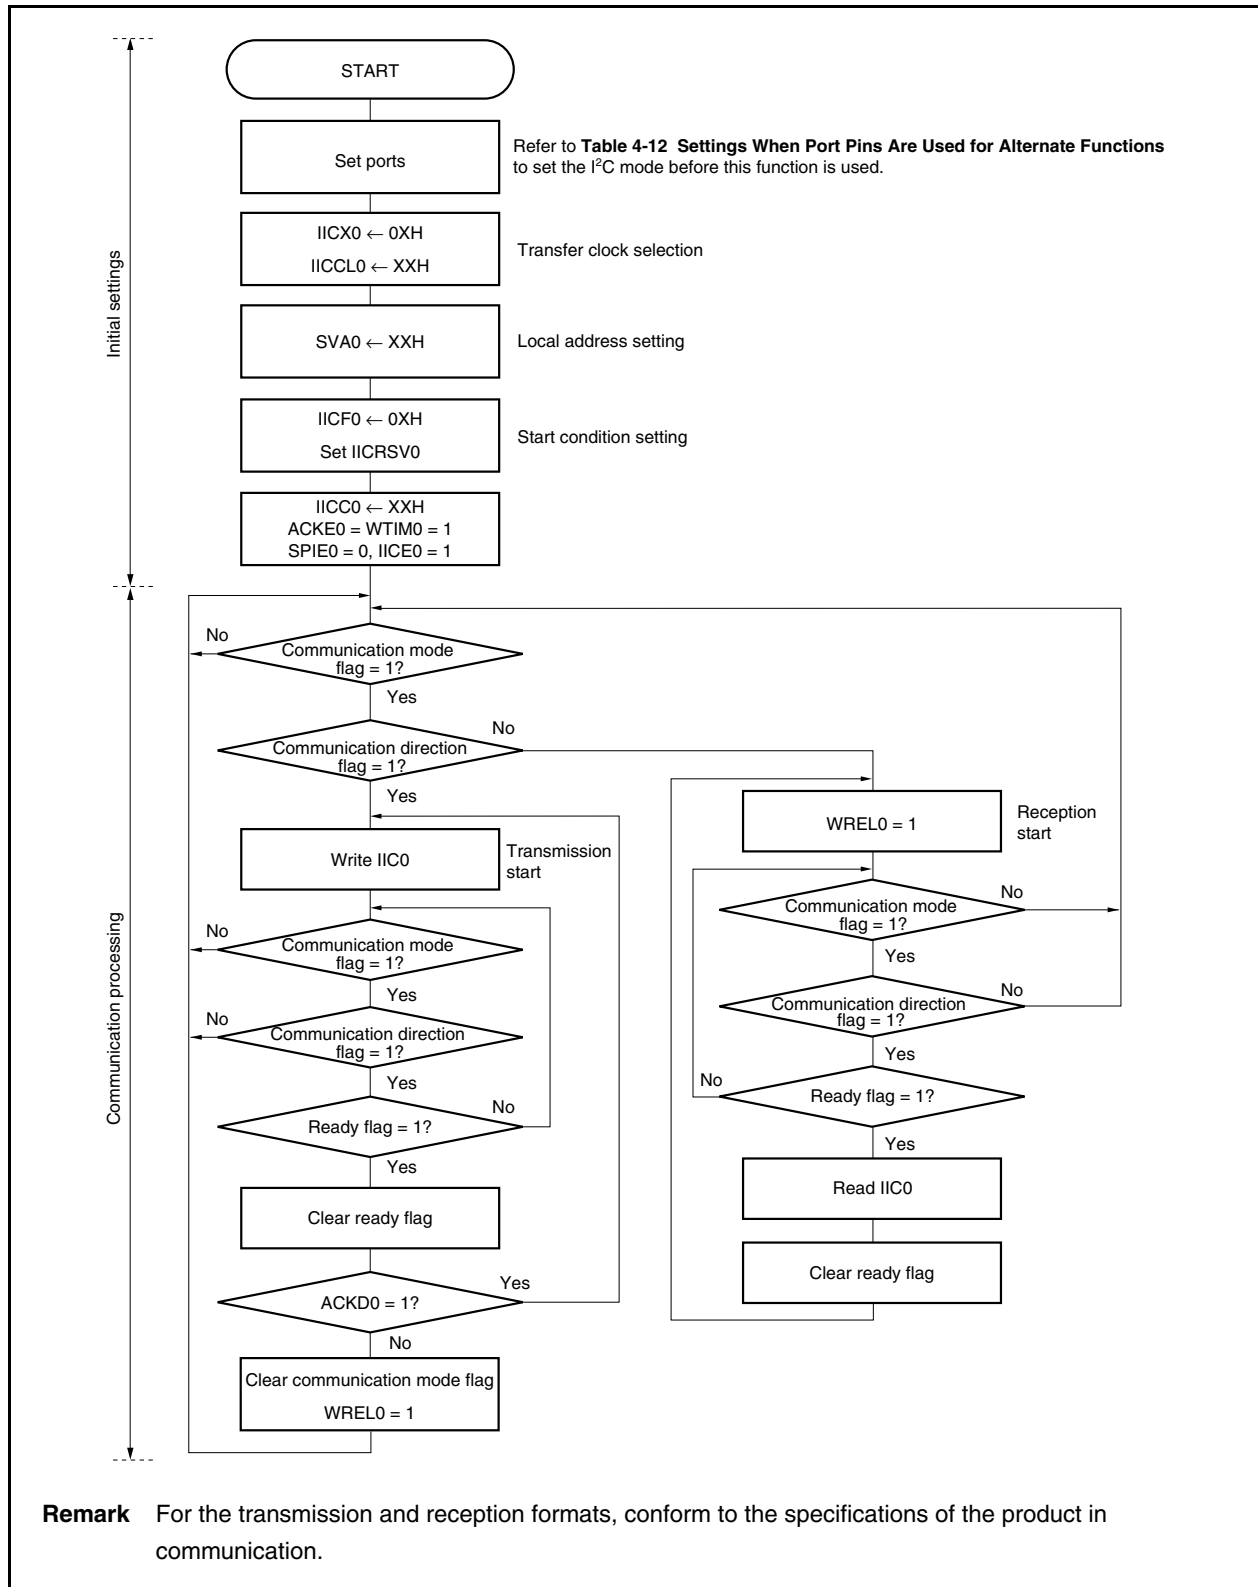 START
Set ports
Refer to Table 4-12 Settings When Port Pins Are Used for Alternate Functions
to set the I²C mode before this function is used.
IICX0 ← 0XH
IICCL0 ← XXH
Transfer clock selection
SVA0 ← XXH
Local address setting
IICF0 ← 0XH
Set IICRSV0
Start condition setting
IICC0 ← XXH
ACKE0 = WTIM0 = 1
SPIE0 = 0, IICE0 = 1
Initial settings
No
Communication mode
flag = 1?
Yes
No
Communication direction
flag = 1?
Yes
Write IIC0
Transmission
start
No
Communication mode
flag = 1?
Yes
No
Communication direction
flag = 1?
Yes
No
Ready flag = 1?
Yes
Clear ready flag
Yes
ACKD0 = 1?
No
Clear communication mode flag
WREL0 = 1
WREL0 = 1
Reception
start
No
Communication mode
flag = 1?
Yes
No
Communication direction
flag = 1?
Yes
No
Ready flag = 1?
Yes
Read IIC0
Clear ready flag
Communication processing
Remark For the transmission and reception formats, conform to the specifications of the product in
communication.